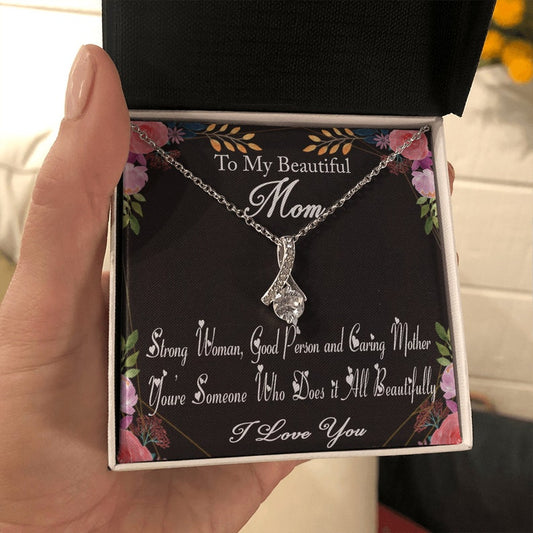 To My Beautiful
Mom
Strong Woman, Good Person and Caring Mother
You're Someone Who Does it All Beautifully
I Love You